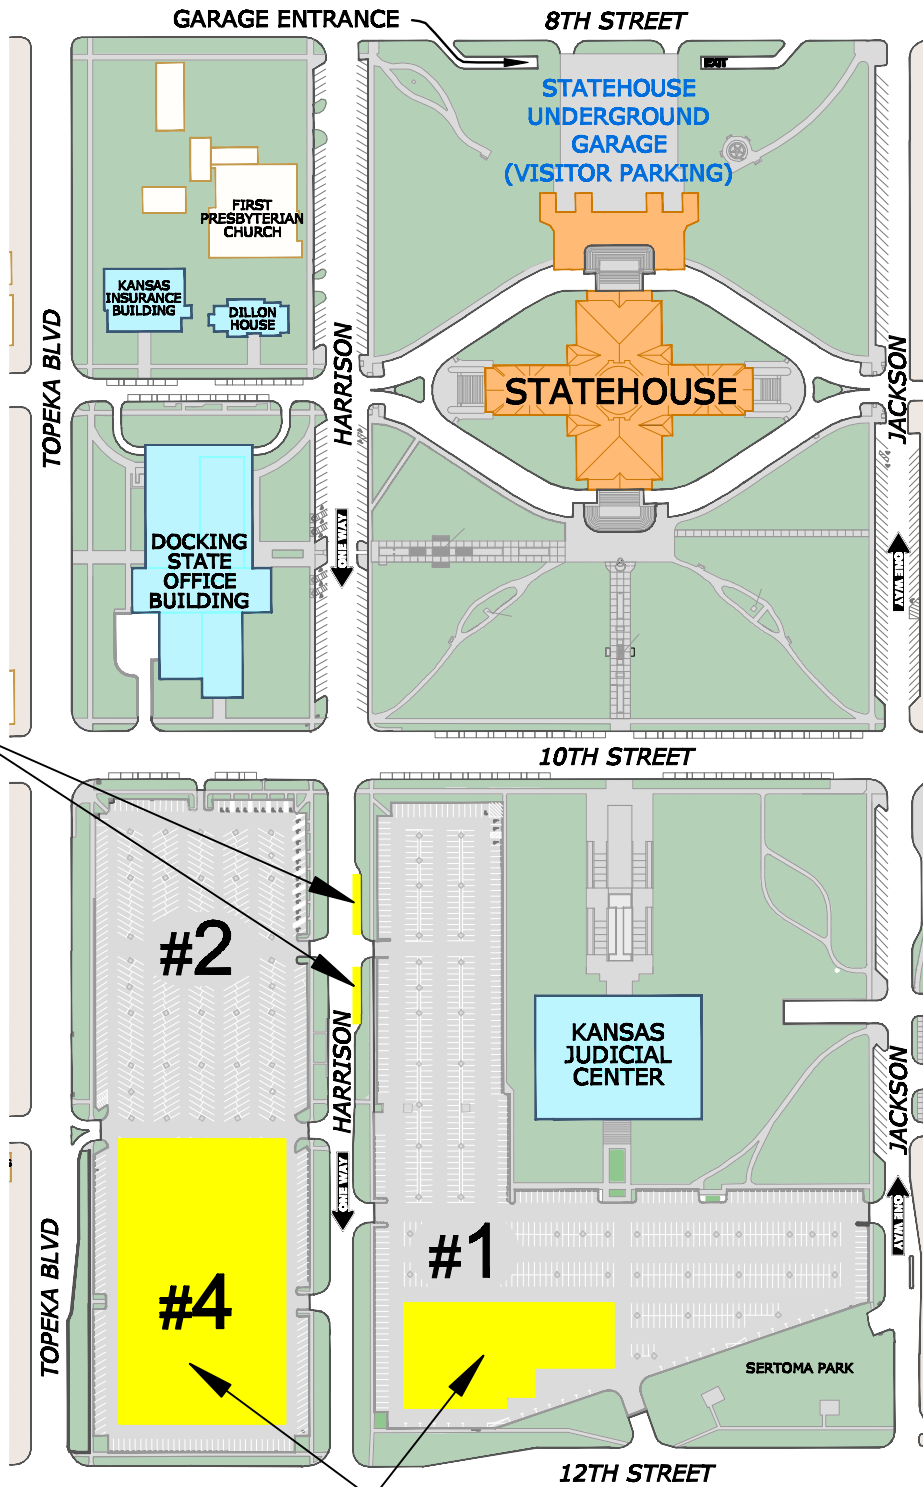 GARAGE ENTRANCE
8TH STREET
EXIT
STATEHOUSE
UNDERGROUND
GARAGE
(VISITOR PARKING)
FIRST
PRESBYTERIAN
CHURCH
KANSAS
INSURANCE
BUILDING
DILLON
HOUSE
TOPEKA BLVD
HARRISON
STATEHOUSE
JACKSON
DOCKING
STATE
OFFICE
BUILDING
ONE WAY
ONE WAY
10TH STREET
#2
KANSAS
JUDICIAL
CENTER
HARRISON
JACKSON
ONE WAY
ONE WAY
TOPEKA BLVD
#1
#4
SERTOMA PARK
12TH STREET